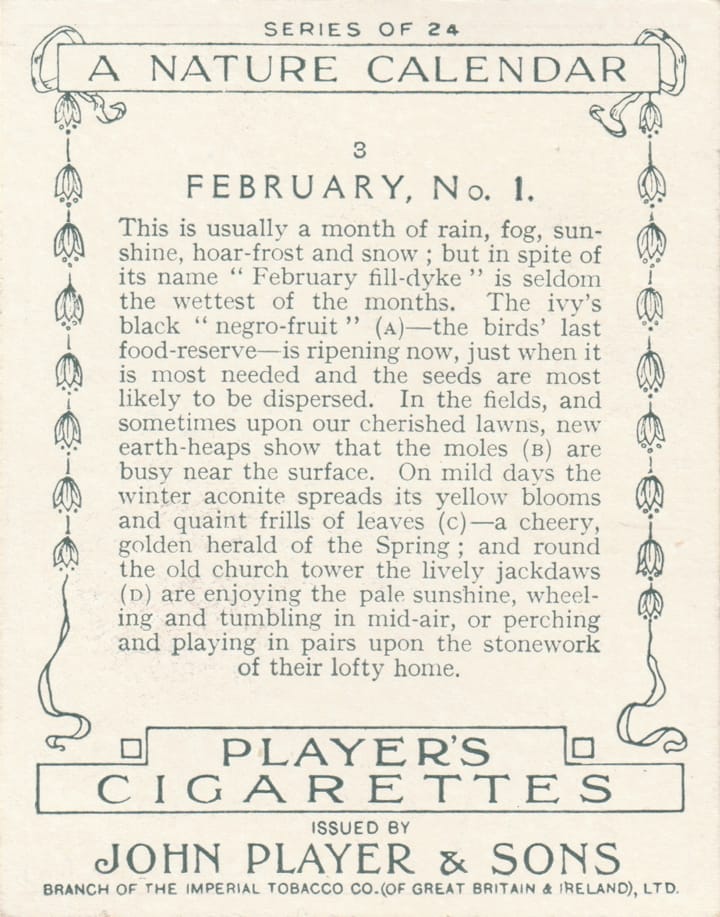 SERIES OF 24
A NATURE CALENDAR
3
FEBRUARY, No. 1.
This is usually a month of rain, fog, sun-
shine, hoar-frost and snow ; but in spite of
its name “ February fill-dyke ” is seldom
the wettest of the months. The ivy’s
black “ negro-fruit ” (A)—the birds’ last
food-reserve—is ripening now, just when it
is most needed and the seeds are most
likely to be dispersed. In the fields, and
sometimes upon our cherished lawns, new
earth-heaps show that the moles (B) are
busy near the surface. On mild days the
winter aconite spreads its yellow blooms
and quaint frills of leaves (C)—a cheery,
golden herald of the Spring ; and round
the old church tower the lively jackdaws
(D) are enjoying the pale sunshine, wheel-
ing and tumbling in mid-air, or perching
and playing in pairs upon the stonework
of their lofty home.
PLAYER’S
CIGARETTES
ISSUED BY
JOHN PLAYER & SONS
BRANCH OF THE IMPERIAL TOBACCO CO. (OF GREAT BRITAIN & IRELAND), LTD.